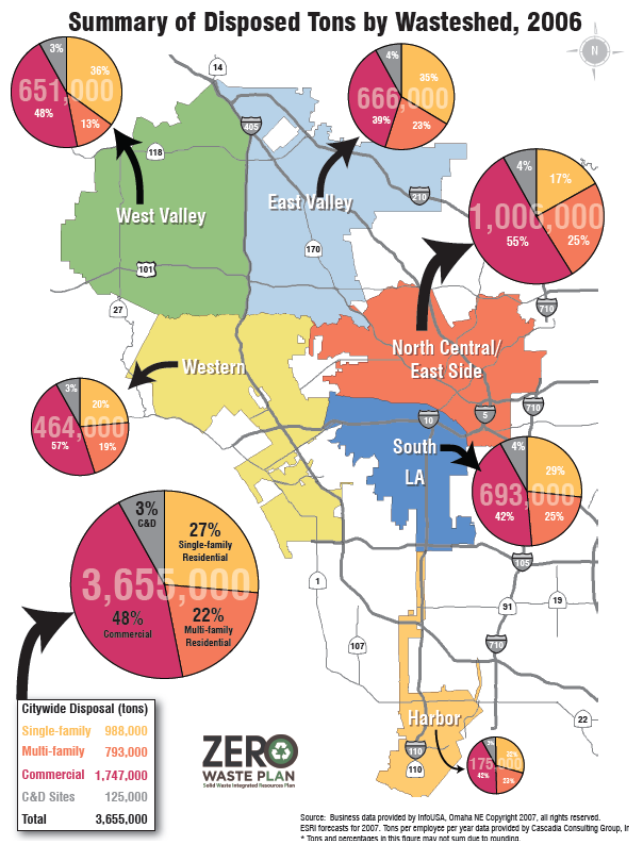 Summary of Disposed Tons by Wasteshed, 2006
N
3%
36%
651,000
48%
13%
14
4%
35%
666,000
39%
23%
405
118
West Valley
East Valley
210
4%
17%
1,006,000
55%
25%
170
101
27
710
North Central/
East Side
Western
3%
20%
464,000
57%
19%
10
5
710
South
LA
4%
29%
693,000
42%
25%
3%
C&D
27%
Single-family
Residential
3,655,000
48%
Commercial
22%
Multi-family
Residential
105
1
91
19
107
710
22
Citywide Disposal (tons)
Single-family 988,000
Multi-family 793,000
Commercial 1,747,000
C&D Sites 125,000
Total 3,655,000
ZERO
WASTE PLAN
Solid Waste Integrated Resources Plan
Harbor
110
110
175,000
42%
23%
Source: Business data provided by InfoUSA, Omaha NE Copyright 2007, all rights reserved.
ESRI forecasts for 2007. Tons per employee per year data provided by Cascadia Consulting Group, In
* Tons and percentages in this figure may not sum due to rounding.